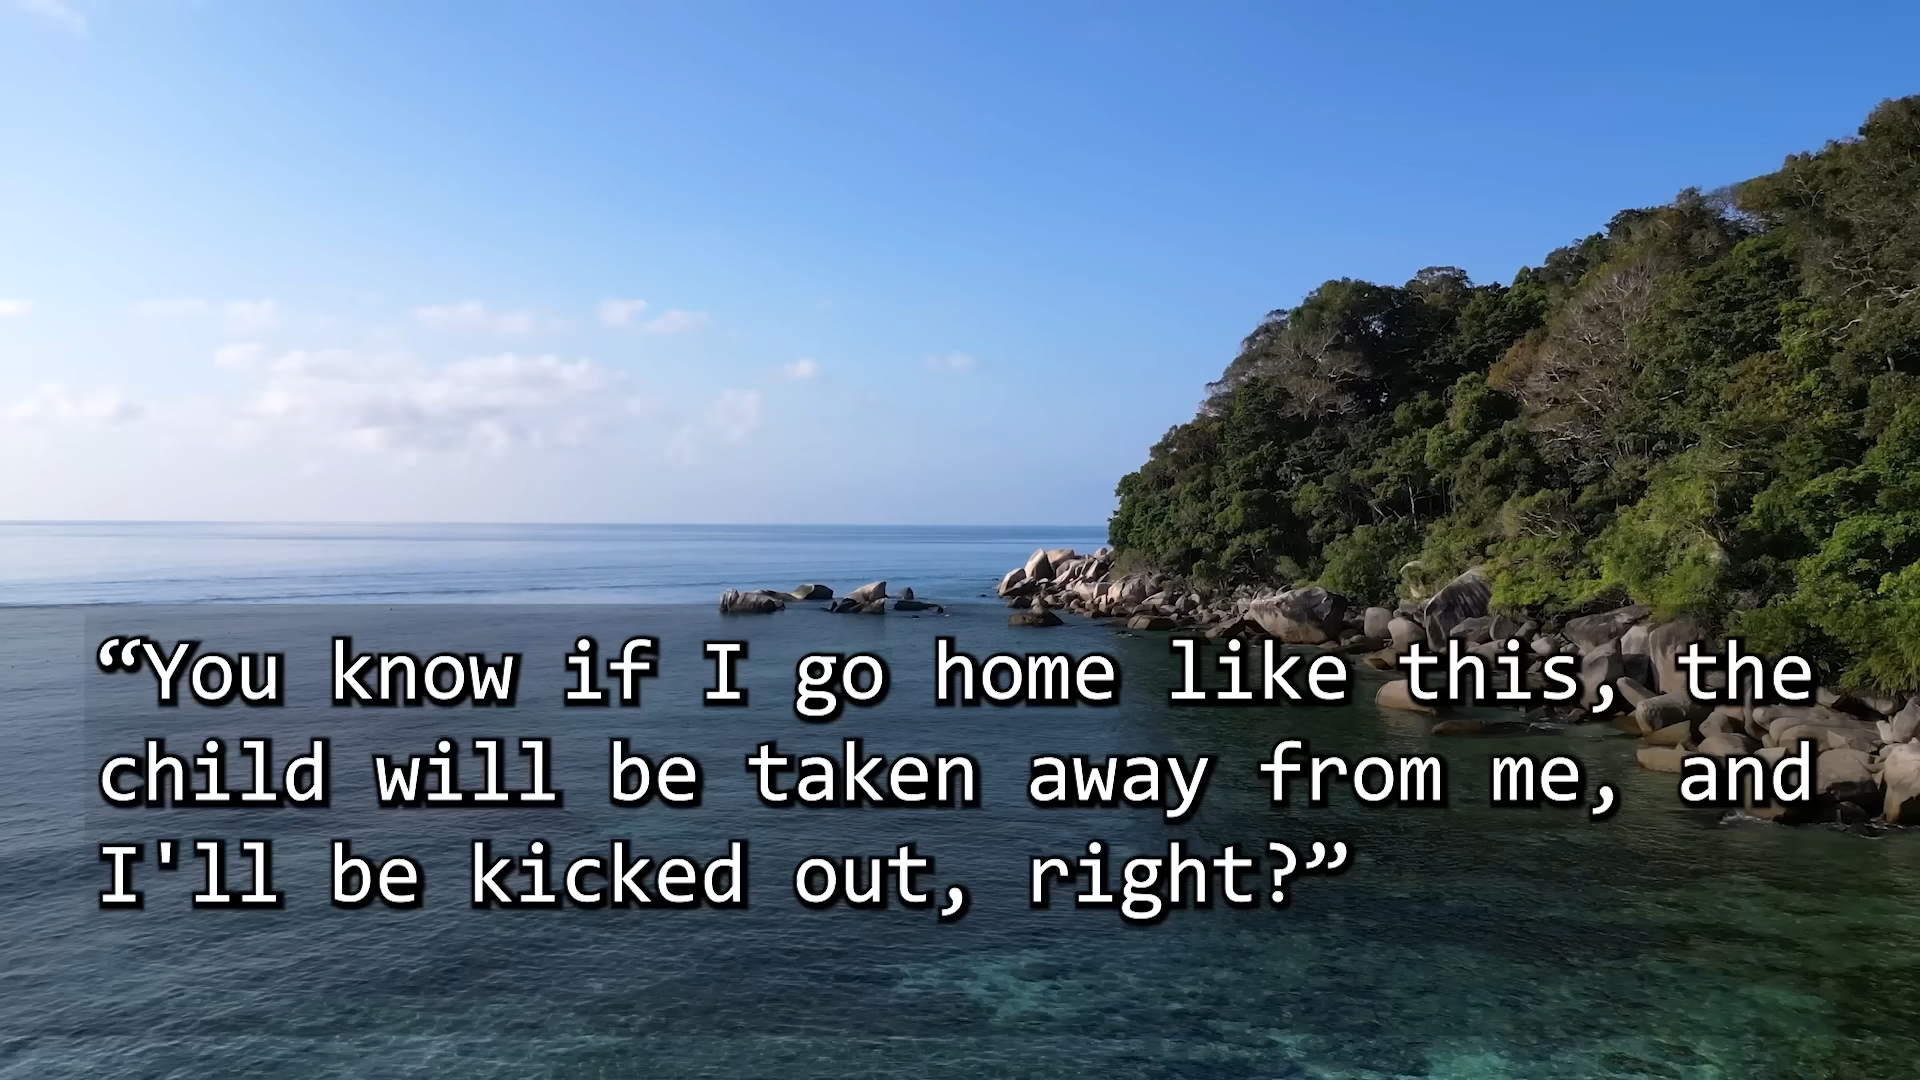 “You know if I go home like this, the
child will be taken away from me, and
I'll be kicked out, right?”